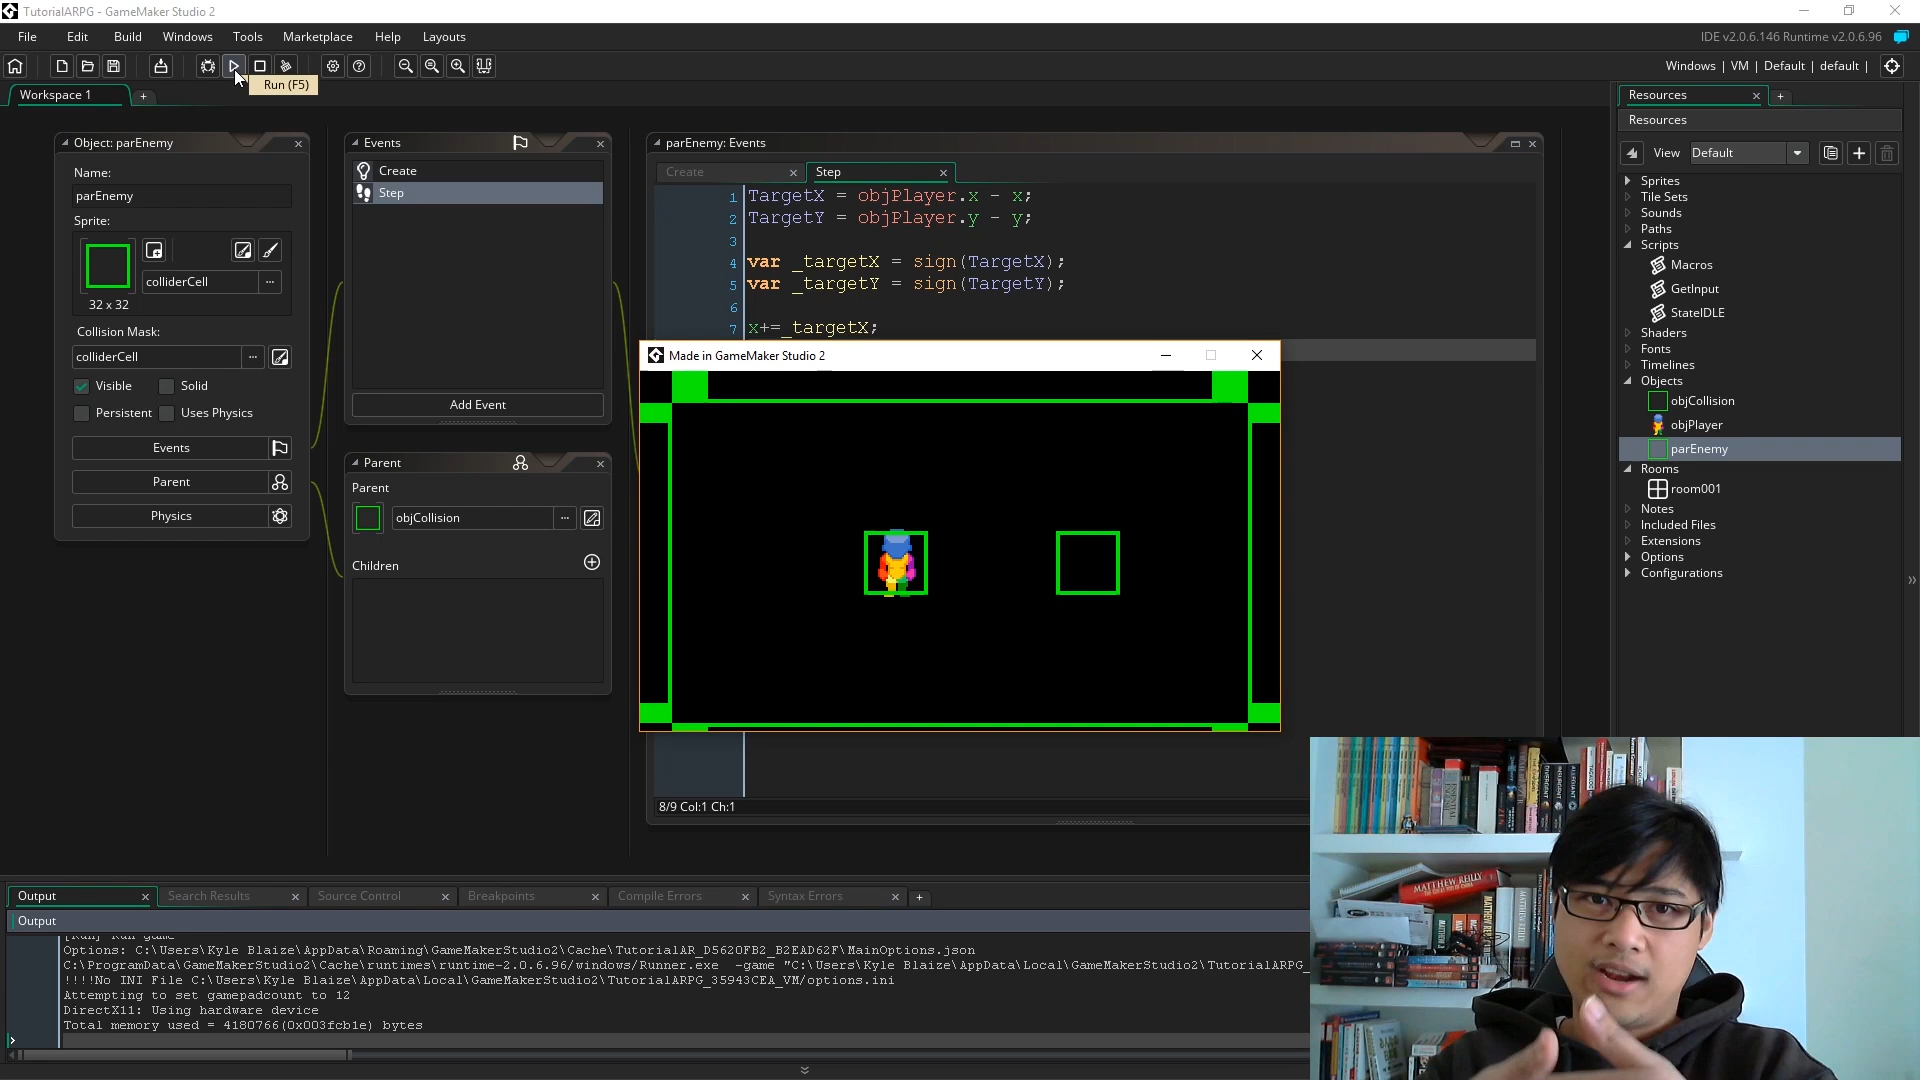 TutorialARPG - GameMaker Studio 2
File Edit Build Windows Tools Marketplace Help Layouts
IDE v2.0.6.146 Runtime v2.0.6.96
Run (F5)
Windows | VM | Default | default |
Workspace 1
Object: parEnemy
Name:
parEnemy
Sprite:
colliderCell
32 x 32
Collision Mask:
colliderCell
Visible Solid
Persistent Uses Physics
Events
Parent
Physics
Events
Create
Step
Add Event
Parent
Parent
objCollision
Children
parEnemy: Events
Create Step
1 TargetX = objPlayer.x - x;
2 TargetY = objPlayer.y - y;
3
4 var _targetX = sign(TargetX);
5 var _targetY = sign(TargetY);
6
7 x+=_targetX;
Made in GameMaker Studio 2
8/9 Col:1 Ch:1
Resources
Resources
View Default
Sprites
Tile Sets
Sounds
Paths
Scripts
Macros
GetInput
StateIDLE
Shaders
Fonts
Timelines
Objects
objCollision
objPlayer
parEnemy
Rooms
room001
Notes
Included Files
Extensions
Options
Configurations
Output Search Results Source Control Breakpoints Compile Errors Syntax Errors
Output
[Run] Run game
Options: C:\Users\Kyle Blaize\AppData\Roaming\GameMakerStudio2\Cache\TutorialAR_D5620FB2_B2EAD62F\MainOptions.json
C:\ProgramData\GameMakerStudio2\Cache\runtimes\runtime-2.0.6.96/windows/Runner.exe -game "C:\Users\Kyle Blaize\AppData\Local\GameMakerStudio2\TutorialARPG_
!!!!No INI File C:\Users\Kyle Blaize\AppData\Local\GameMakerStudio2\TutorialARPG_35943CEA_VM/options.ini
Attempting to set gamepadcount to 12
DirectX11: Using hardware device
Total memory used = 4180766(0x003fcb1e) bytes
MATTHEW REILLY